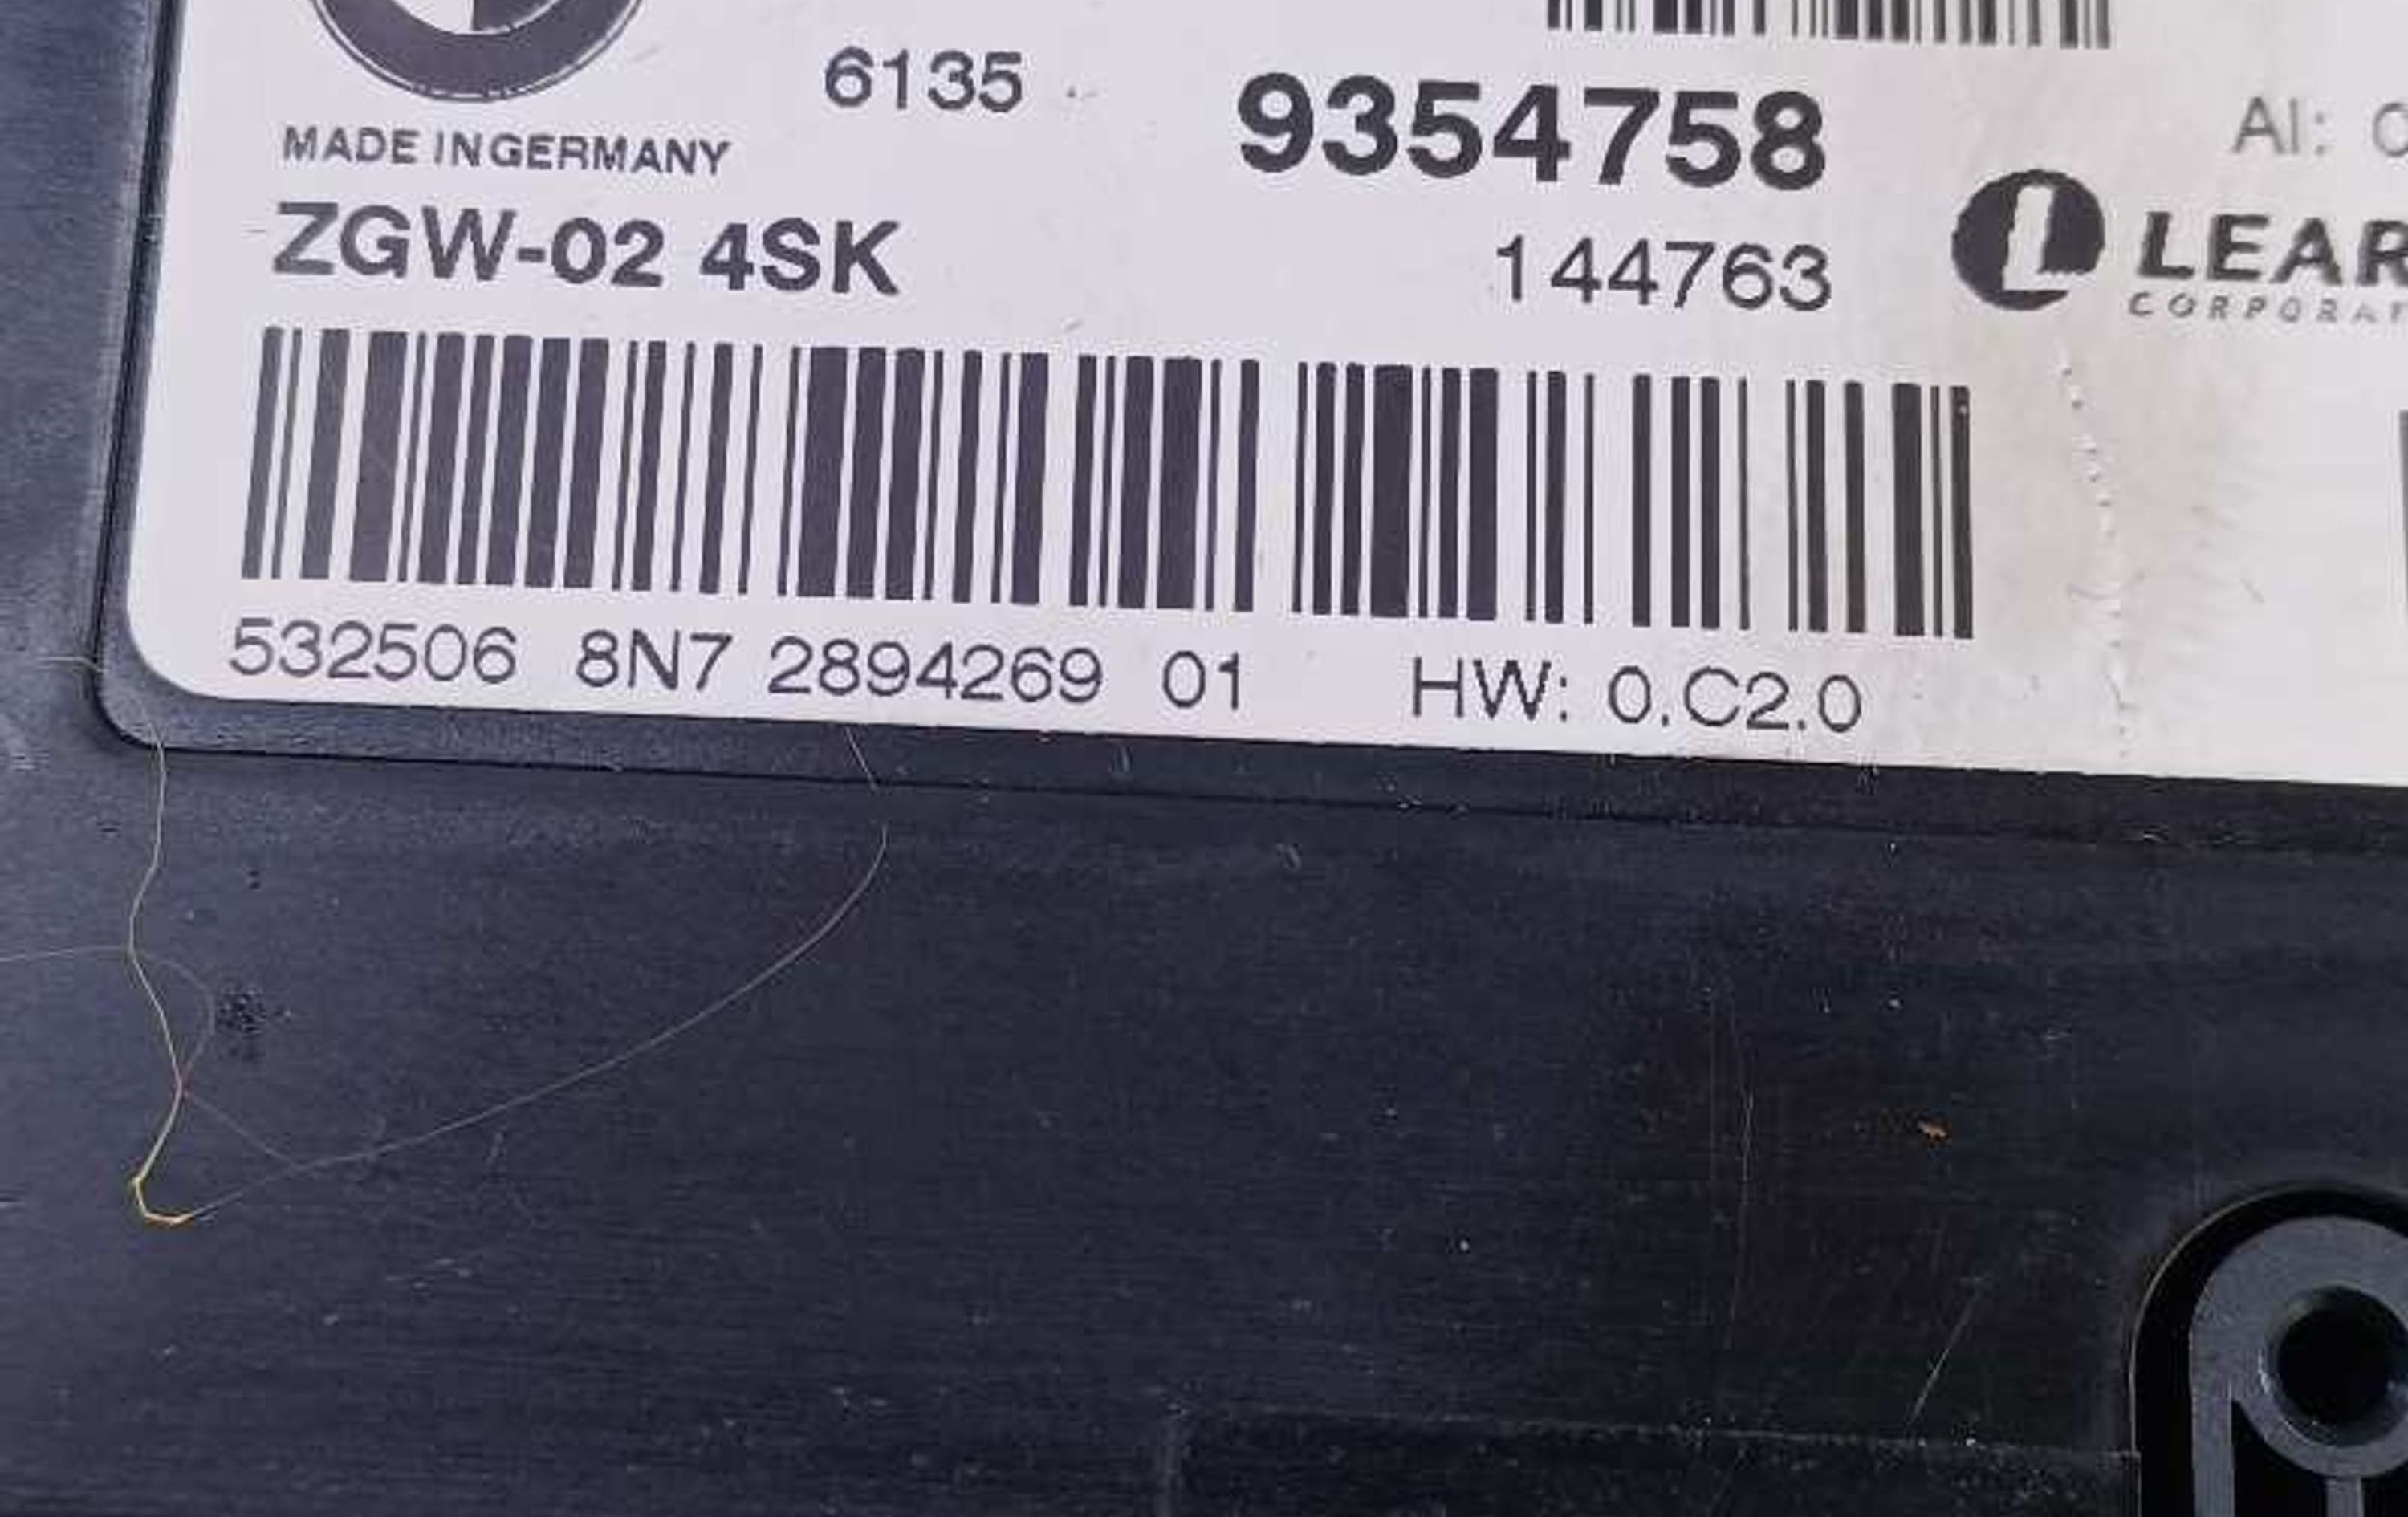 6135 9354758
AI:
MADE IN GERMANY
ZGW-02 4SK
144763
LEAR
532506 8N7 2894269 01 HW: 0.C2.0